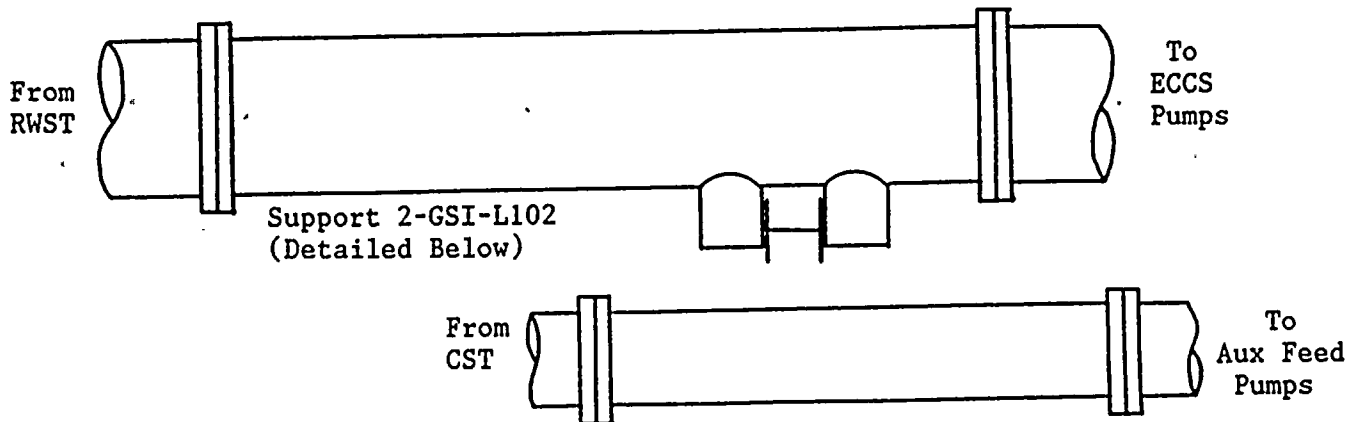 From
RWST
To
ECCS
Pumps
Support 2-GSI-L102
(Detailed Below)
From
CST
To
Aux Feed
Pumps